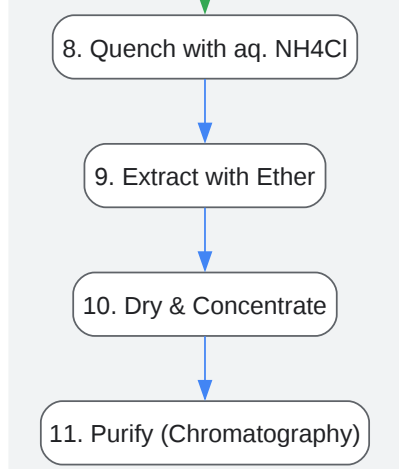 8. Quench with aq. NH4Cl
9. Extract with Ether
10. Dry & Concentrate
11. Purify (Chromatography)